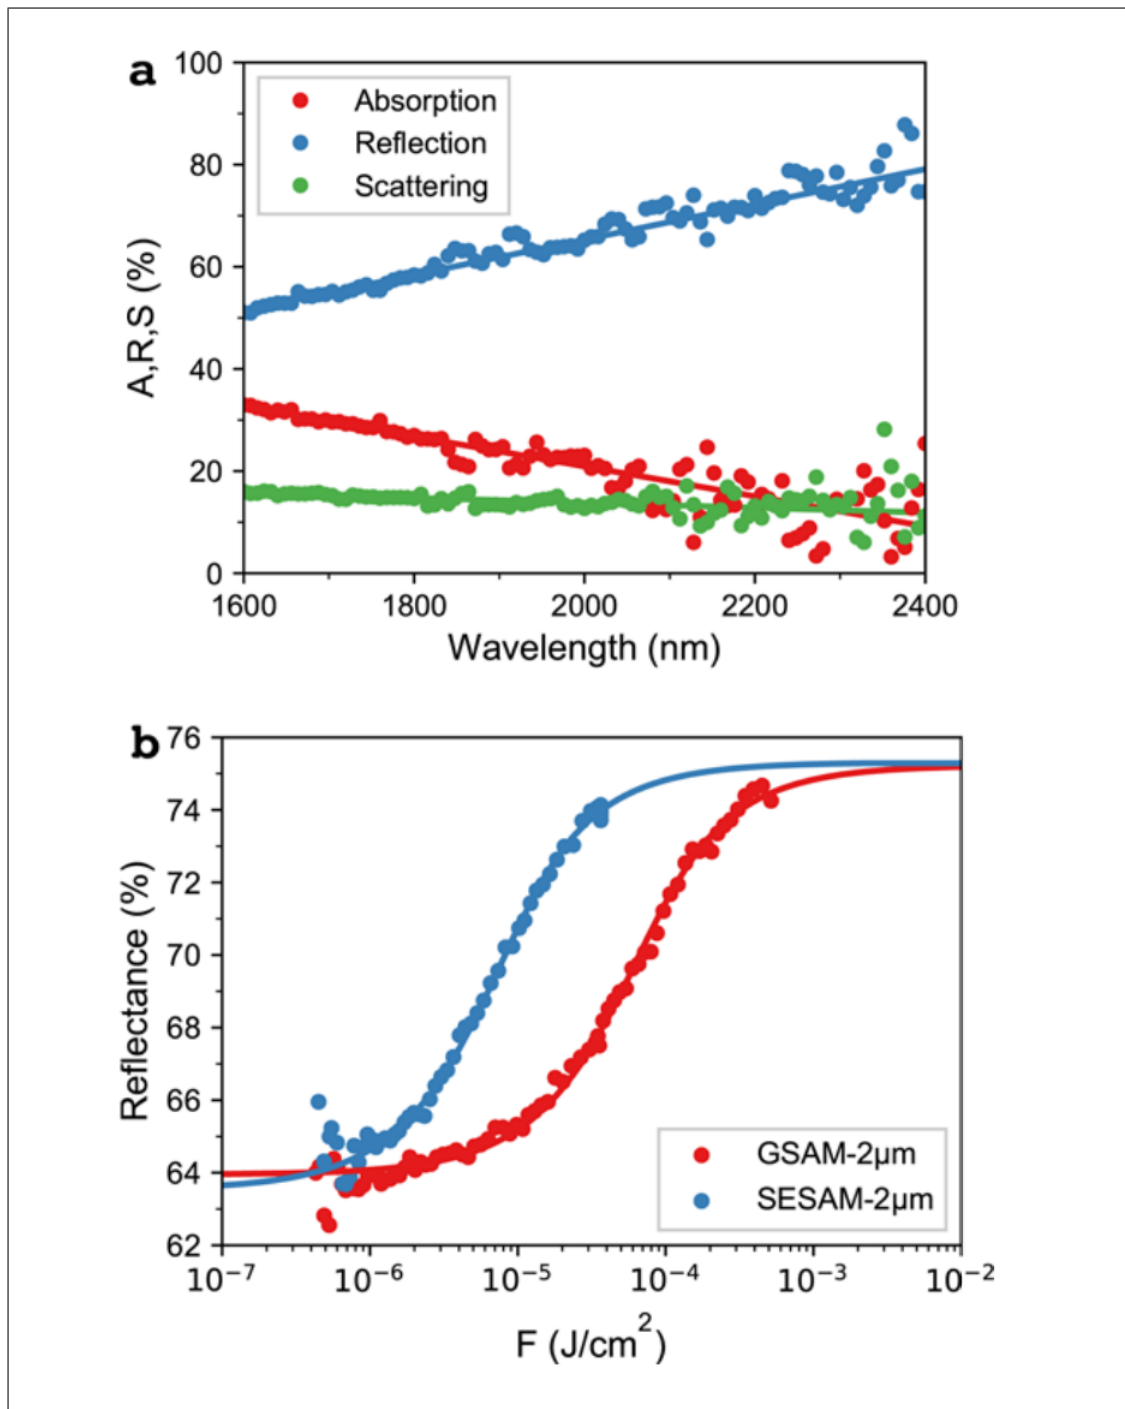 a
100
80
60
40
20
0
A,R,S (%)
Absorption
Reflection
Scattering
1600 1800 2000 2200 2400
Wavelength (nm)
b
76
74
72
70
68
66
64
62
Reflectance (%)
GSAM-2μm
SESAM-2μm
10⁻⁷ 10⁻⁶ 10⁻⁵ 10⁻⁴ 10⁻³ 10⁻²
F (J/cm²)